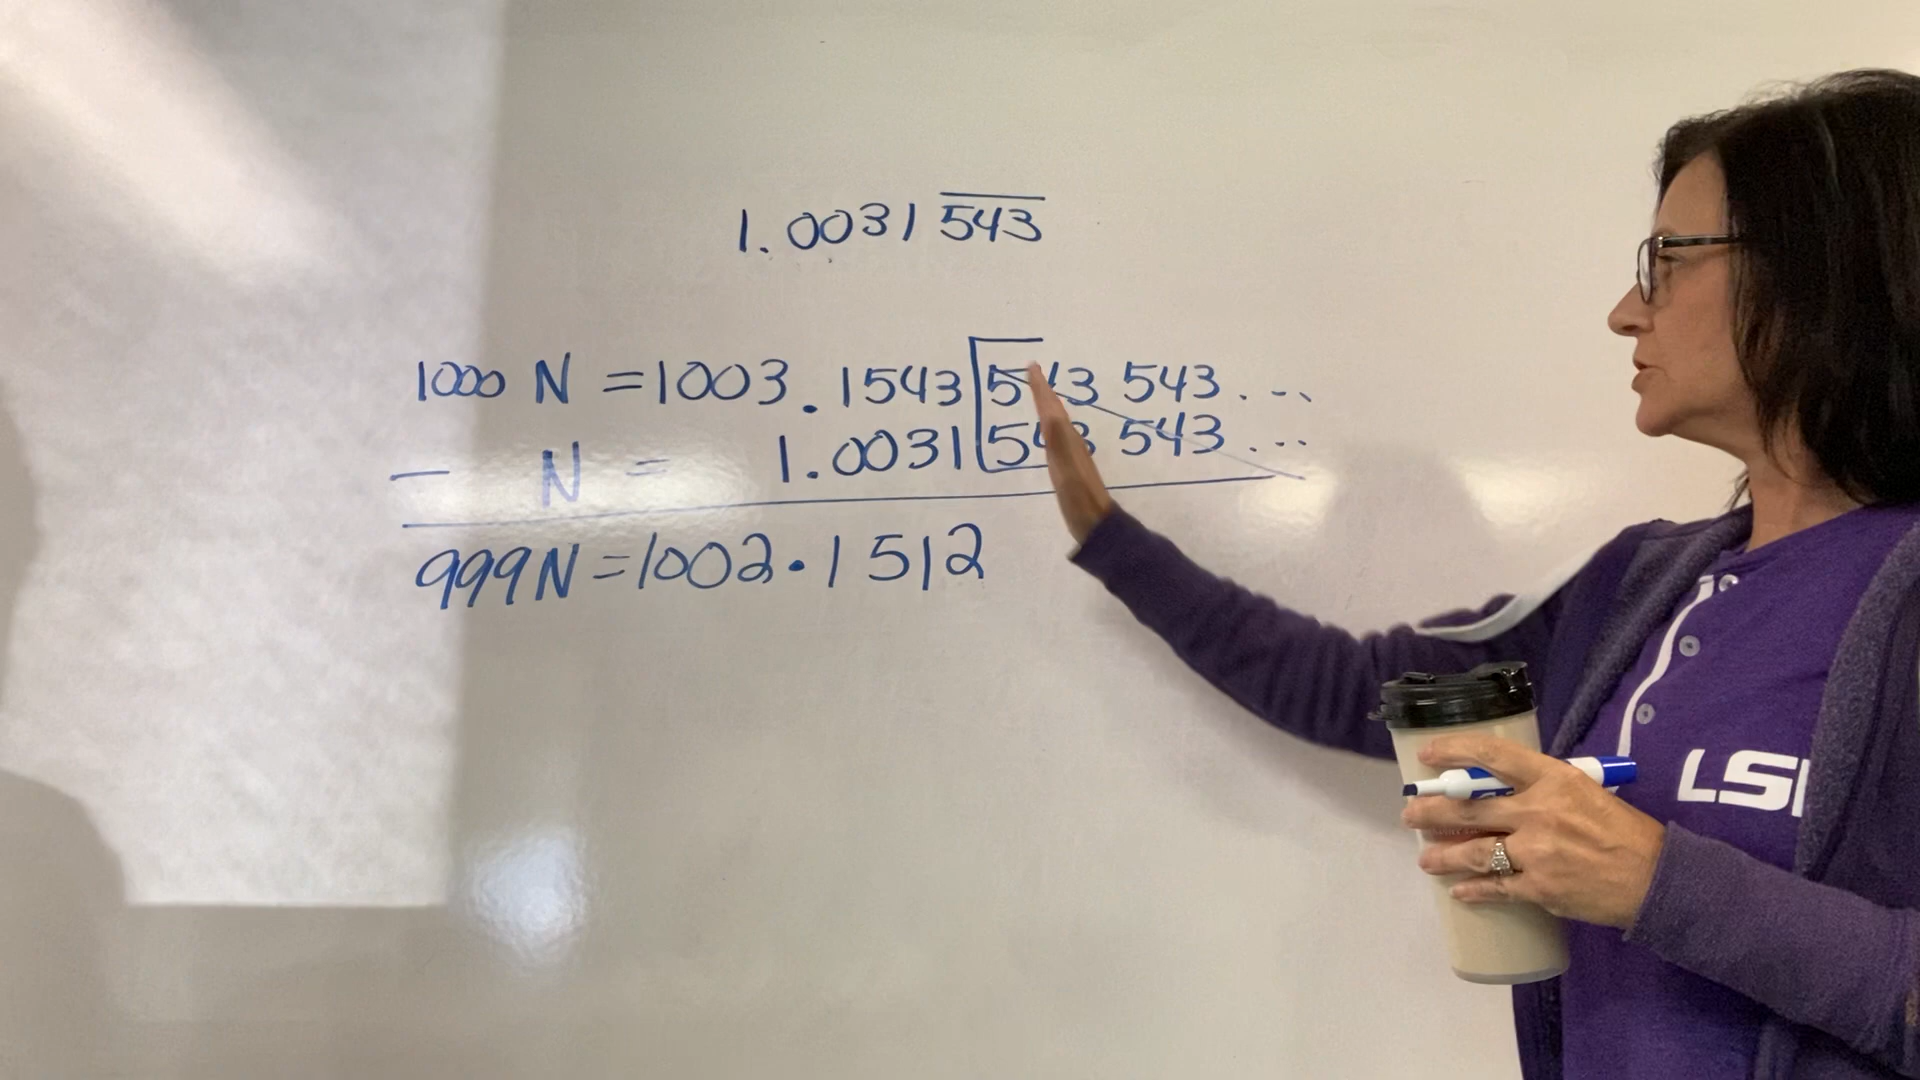 1.0031543
1000 N = 1003.1543 543 543...
- N = 1.0031 543 543...
999N = 1002.1512
LS